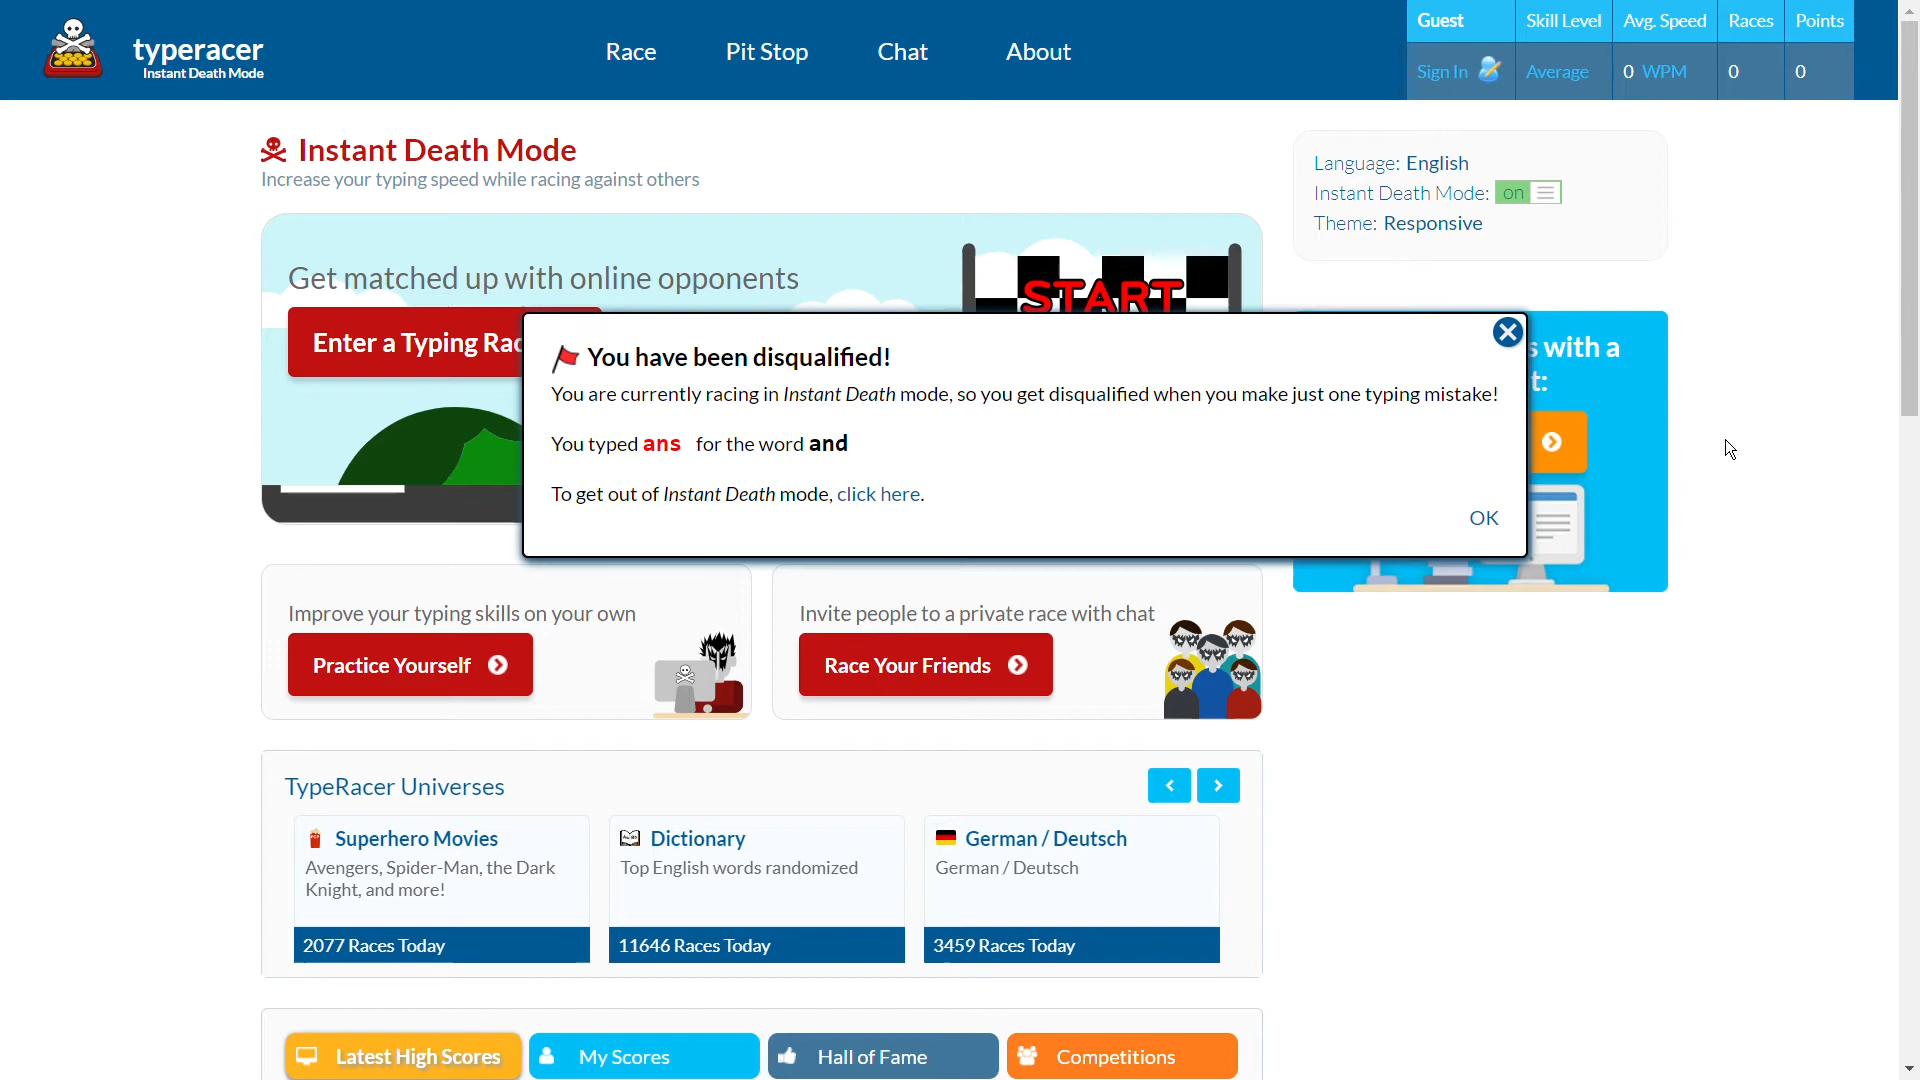 typeracer
Instant Death Mode
Race
Pit Stop
Chat
About
Guest
Skill Level
Avg. Speed
Races
Points
Sign In
Average
0 WPM
0
0
Instant Death Mode
Increase your typing speed while racing against others
Language: English
Instant Death Mode: on
Theme: Responsive
Get matched up with online opponents
START
Enter a Typing Rac
s with a
t:
You have been disqualified!
You are currently racing in Instant Death mode, so you get disqualified when you make just one typing mistake!
You typed ans for the word and
To get out of Instant Death mode, click here.
OK
Improve your typing skills on your own
Practice Yourself
Invite people to a private race with chat
Race Your Friends
TypeRacer Universes
Superhero Movies
Avengers, Spider-Man, the Dark
Knight, and more!
2077 Races Today
Dictionary
Top English words randomized
11646 Races Today
German / Deutsch
German / Deutsch
3459 Races Today
Latest High Scores
My Scores
Hall of Fame
Competitions